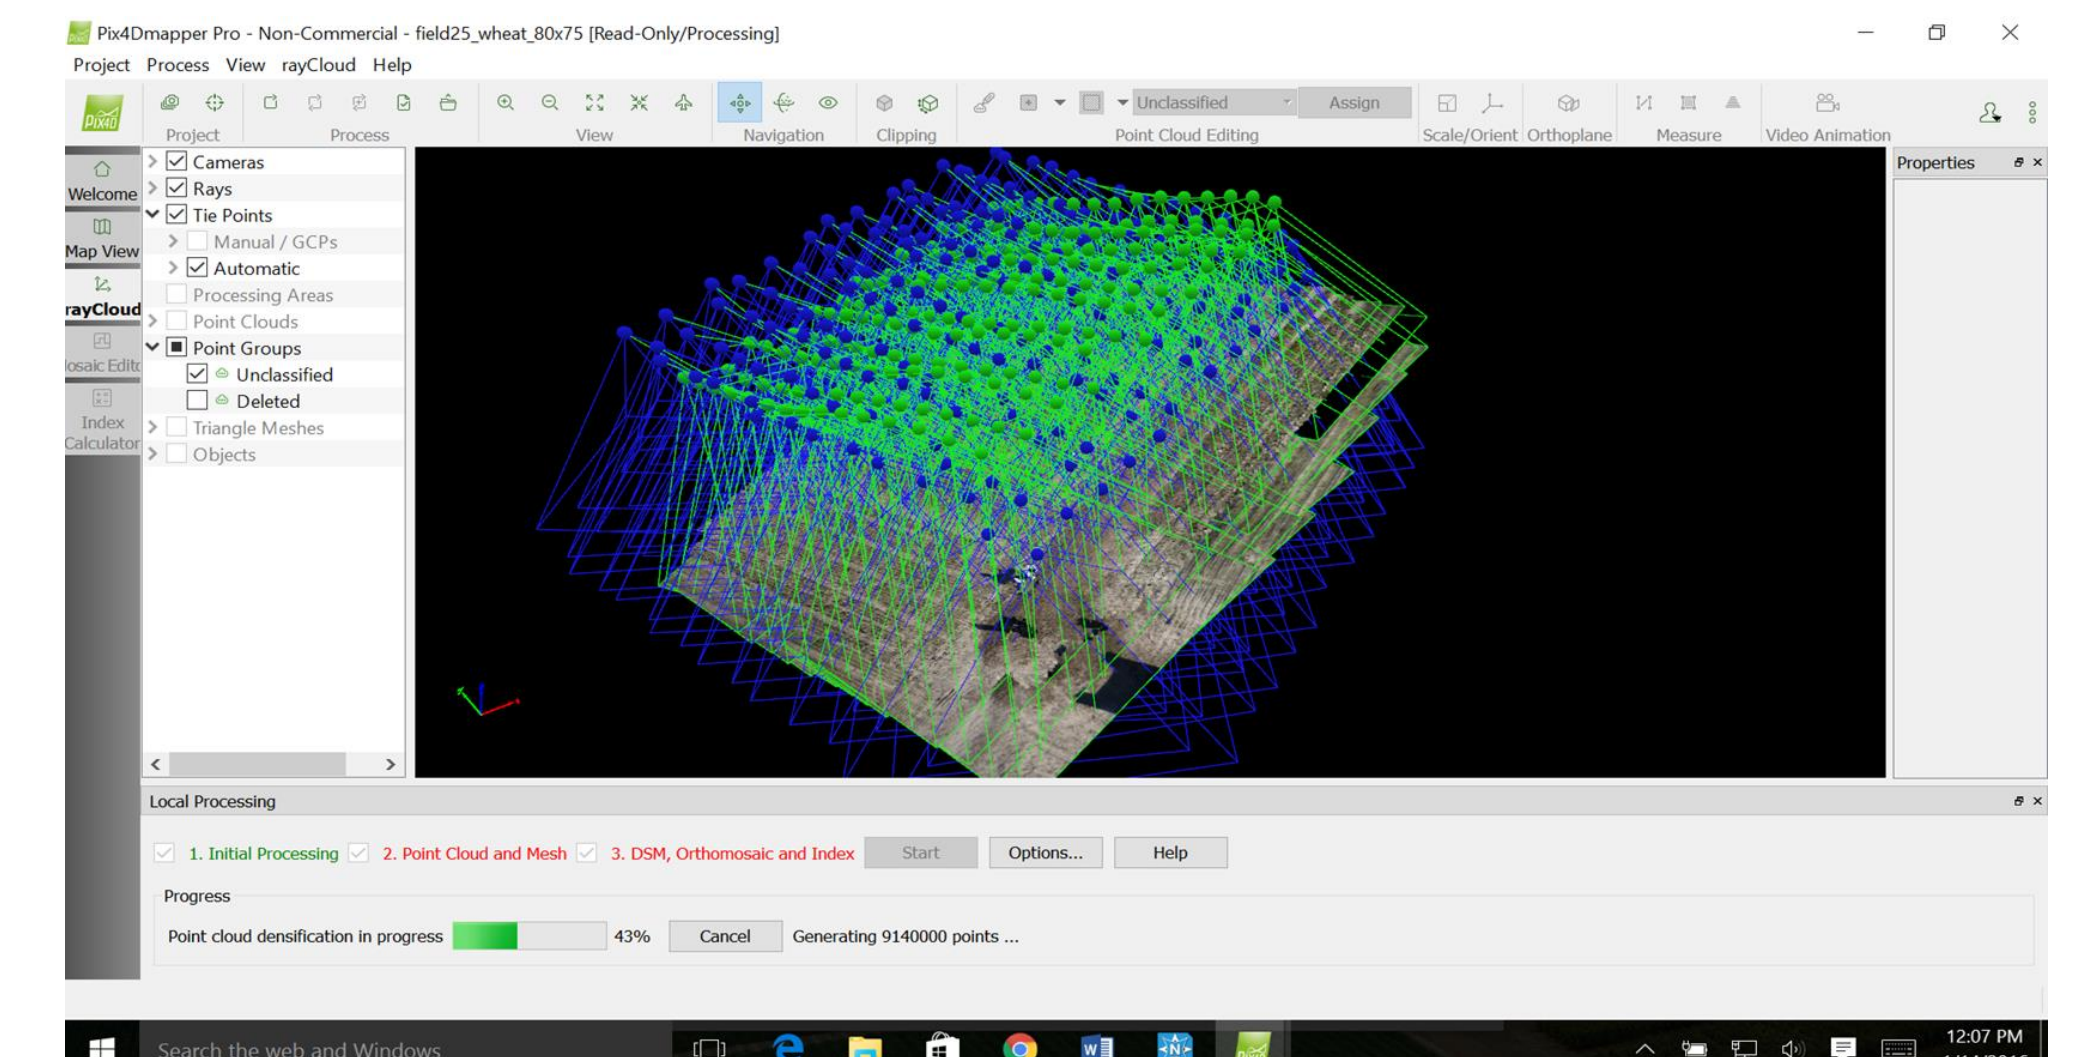 Pix4Dmapper Pro - Non-Commercial - field25_wheat_80x75 [Read-Only/Processing]
Project Process View rayCloud Help
Unclassified Assign
PIX4D
Project Process View Navigation Clipping Point Cloud Editing Scale/Orient Orthoplane Measure Video Animation
Welcome
Map View
rayCloud
osaic Edito
Index
Calculator
Cameras
Rays
Tie Points
Manual / GCPs
Automatic
Processing Areas
Point Clouds
Point Groups
Unclassified
Deleted
Triangle Meshes
Objects
Properties
Local Processing
1. Initial Processing 2. Point Cloud and Mesh 3. DSM, Orthomosaic and Index Start Options... Help
Progress
Point cloud densification in progress 43% Cancel Generating 9140000 points ...
Search the web and Windows
12:07 PM